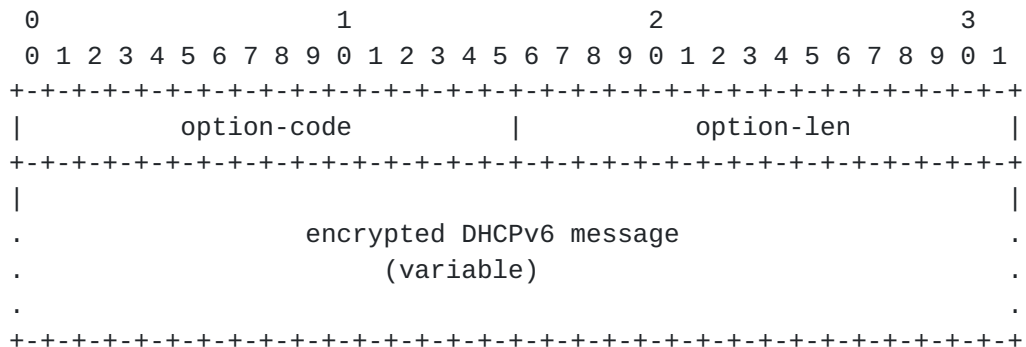 0                   1                   2                   3
 0 1 2 3 4 5 6 7 8 9 0 1 2 3 4 5 6 7 8 9 0 1 2 3 4 5 6 7 8 9 0 1
+-+-+-+-+-+-+-+-+-+-+-+-+-+-+-+-+-+-+-+-+-+-+-+-+-+-+-+-+-+-+-+-+
|          option-code          |           option-len          |
+-+-+-+-+-+-+-+-+-+-+-+-+-+-+-+-+-+-+-+-+-+-+-+-+-+-+-+-+-+-+-+-+
|                                                               |
.                  encrypted DHCPv6 message                     .
.                       (variable)                              .
.                                                               .
+-+-+-+-+-+-+-+-+-+-+-+-+-+-+-+-+-+-+-+-+-+-+-+-+-+-+-+-+-+-+-+-+